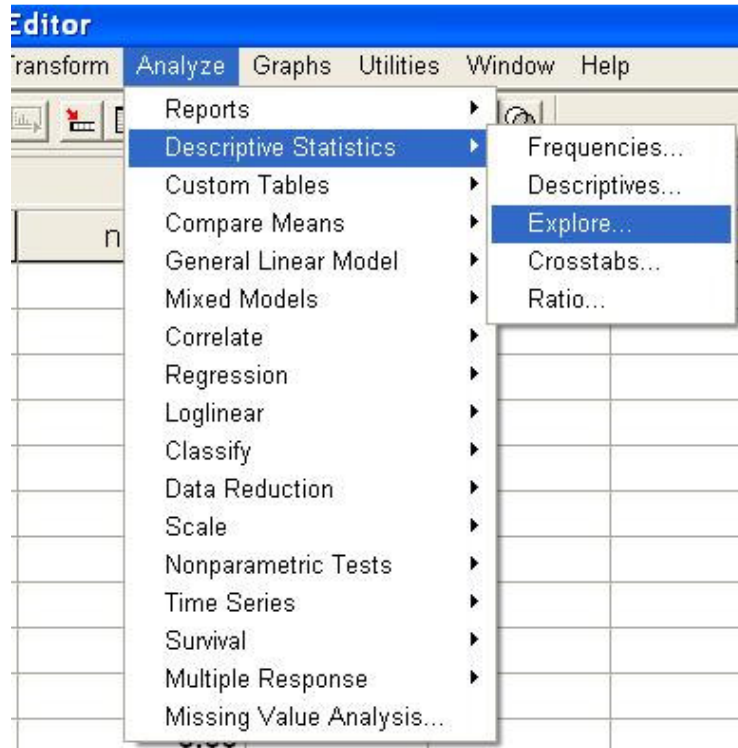 Editor
Transform Analyze Graphs Utilities Window Help
Reports
Descriptive Statistics
Custom Tables
Compare Means
General Linear Model
Mixed Models
Correlate
Regression
Loglinear
Classify
Data Reduction
Scale
Nonparametric Tests
Time Series
Survival
Multiple Response
Missing Value Analysis...
Frequencies...
Descriptives...
Explore...
Crosstabs...
Ratio...
n